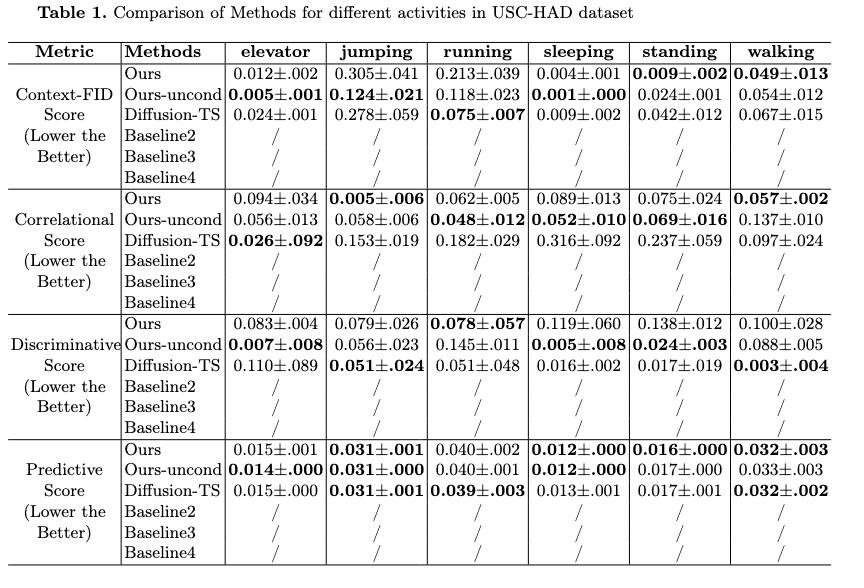 Table 1. Comparison of Methods for different activities in USC-HAD dataset
Metric Methods elevator jumping running sleeping standing walking
Ours 0.012±.002 0.305±.041 0.213±.039 0.004±.001 0.009±.002 0.049±.013
Context-FID Ours-uncond 0.005±.001 0.124±.021 0.118±.023 0.001±.000 0.024±.001 0.054±.012
Score Diffusion-TS 0.024±.001 0.278±.059 0.075±.007 0.009±.002 0.042±.012 0.067±.015
(Lower the Baseline2 / / / / / /
Better) Baseline3 / / / / / /
Baseline4 / / / / / /
Ours 0.094±.034 0.005±.006 0.062±.005 0.089±.013 0.075±.024 0.057±.002
Correlational Ours-uncond 0.056±.013 0.058±.006 0.048±.012 0.052±.010 0.069±.016 0.137±.010
Score Diffusion-TS 0.026±.092 0.153±.019 0.182±.029 0.316±.092 0.237±.059 0.097±.024
(Lower the Baseline2 / / / / / /
Better) Baseline3 / / / / / /
Baseline4 / / / / / /
Ours 0.083±.004 0.079±.026 0.078±.057 0.119±.060 0.138±.012 0.100±.028
Discriminative Ours-uncond 0.007±.008 0.056±.023 0.145±.011 0.005±.008 0.024±.003 0.088±.005
Score Diffusion-TS 0.110±.089 0.051±.024 0.051±.048 0.016±.002 0.017±.019 0.003±.004
(Lower the Baseline2 / / / / / /
Better) Baseline3 / / / / / /
Baseline4 / / / / / /
Ours 0.015±.001 0.031±.001 0.040±.002 0.012±.000 0.016±.000 0.032±.003
Predictive Ours-uncond 0.014±.000 0.031±.000 0.040±.001 0.012±.000 0.017±.000 0.033±.003
Score Diffusion-TS 0.015±.000 0.031±.001 0.039±.003 0.013±.001 0.017±.001 0.032±.002
(Lower the Baseline2 / / / / / /
Better) Baseline3 / / / / / /
Baseline4 / / / / / /